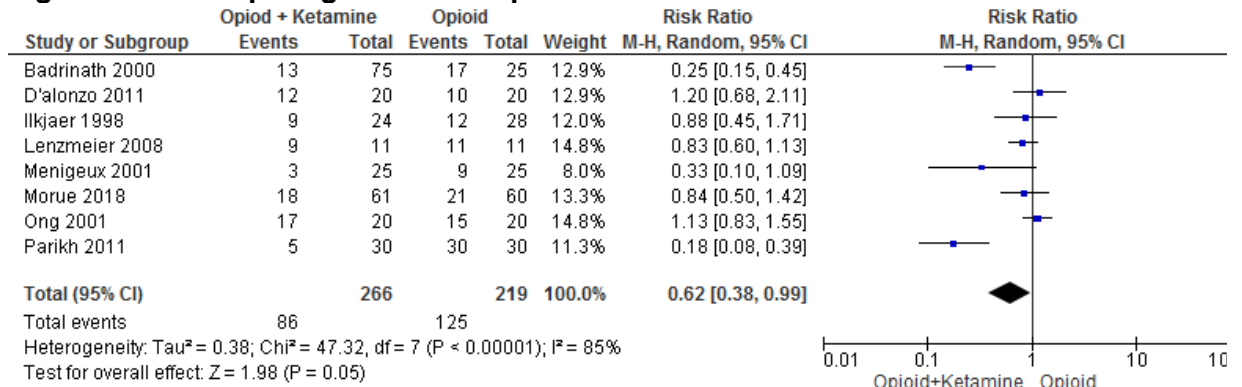 Opiod + Ketamine Opioid Risk Ratio Risk Ratio
Study or Subgroup Events Total Events Total Weight M-H, Random, 95% CI M-H, Random, 95% CI
Badrinath 2000 13 75 17 25 12.9% 0.25 [0.15, 0.45]
D'alonzo 2011 12 20 10 20 12.9% 1.20 [0.68, 2.11]
Ilkjaer 1998 9 24 12 28 12.0% 0.88 [0.45, 1.71]
Lenzmeier 2008 9 11 11 11 14.8% 0.83 [0.60, 1.13]
Menigeux 2001 3 25 9 25 8.0% 0.33 [0.10, 1.09]
Morue 2018 18 61 21 60 13.3% 0.84 [0.50, 1.42]
Ong 2001 17 20 15 20 14.8% 1.13 [0.83, 1.55]
Parikh 2011 5 30 30 30 11.3% 0.18 [0.08, 0.39]
Total (95% CI) 266 219 100.0% 0.62 [0.38, 0.99]
Total events 86 125
Heterogeneity: Tau² = 0.38; Chi² = 47.32, df = 7 (P < 0.00001); I² = 85%
Test for overall effect: Z = 1.98 (P = 0.05)
0.01 0.1 1 10 10
Opioid+Ketamine Opioid